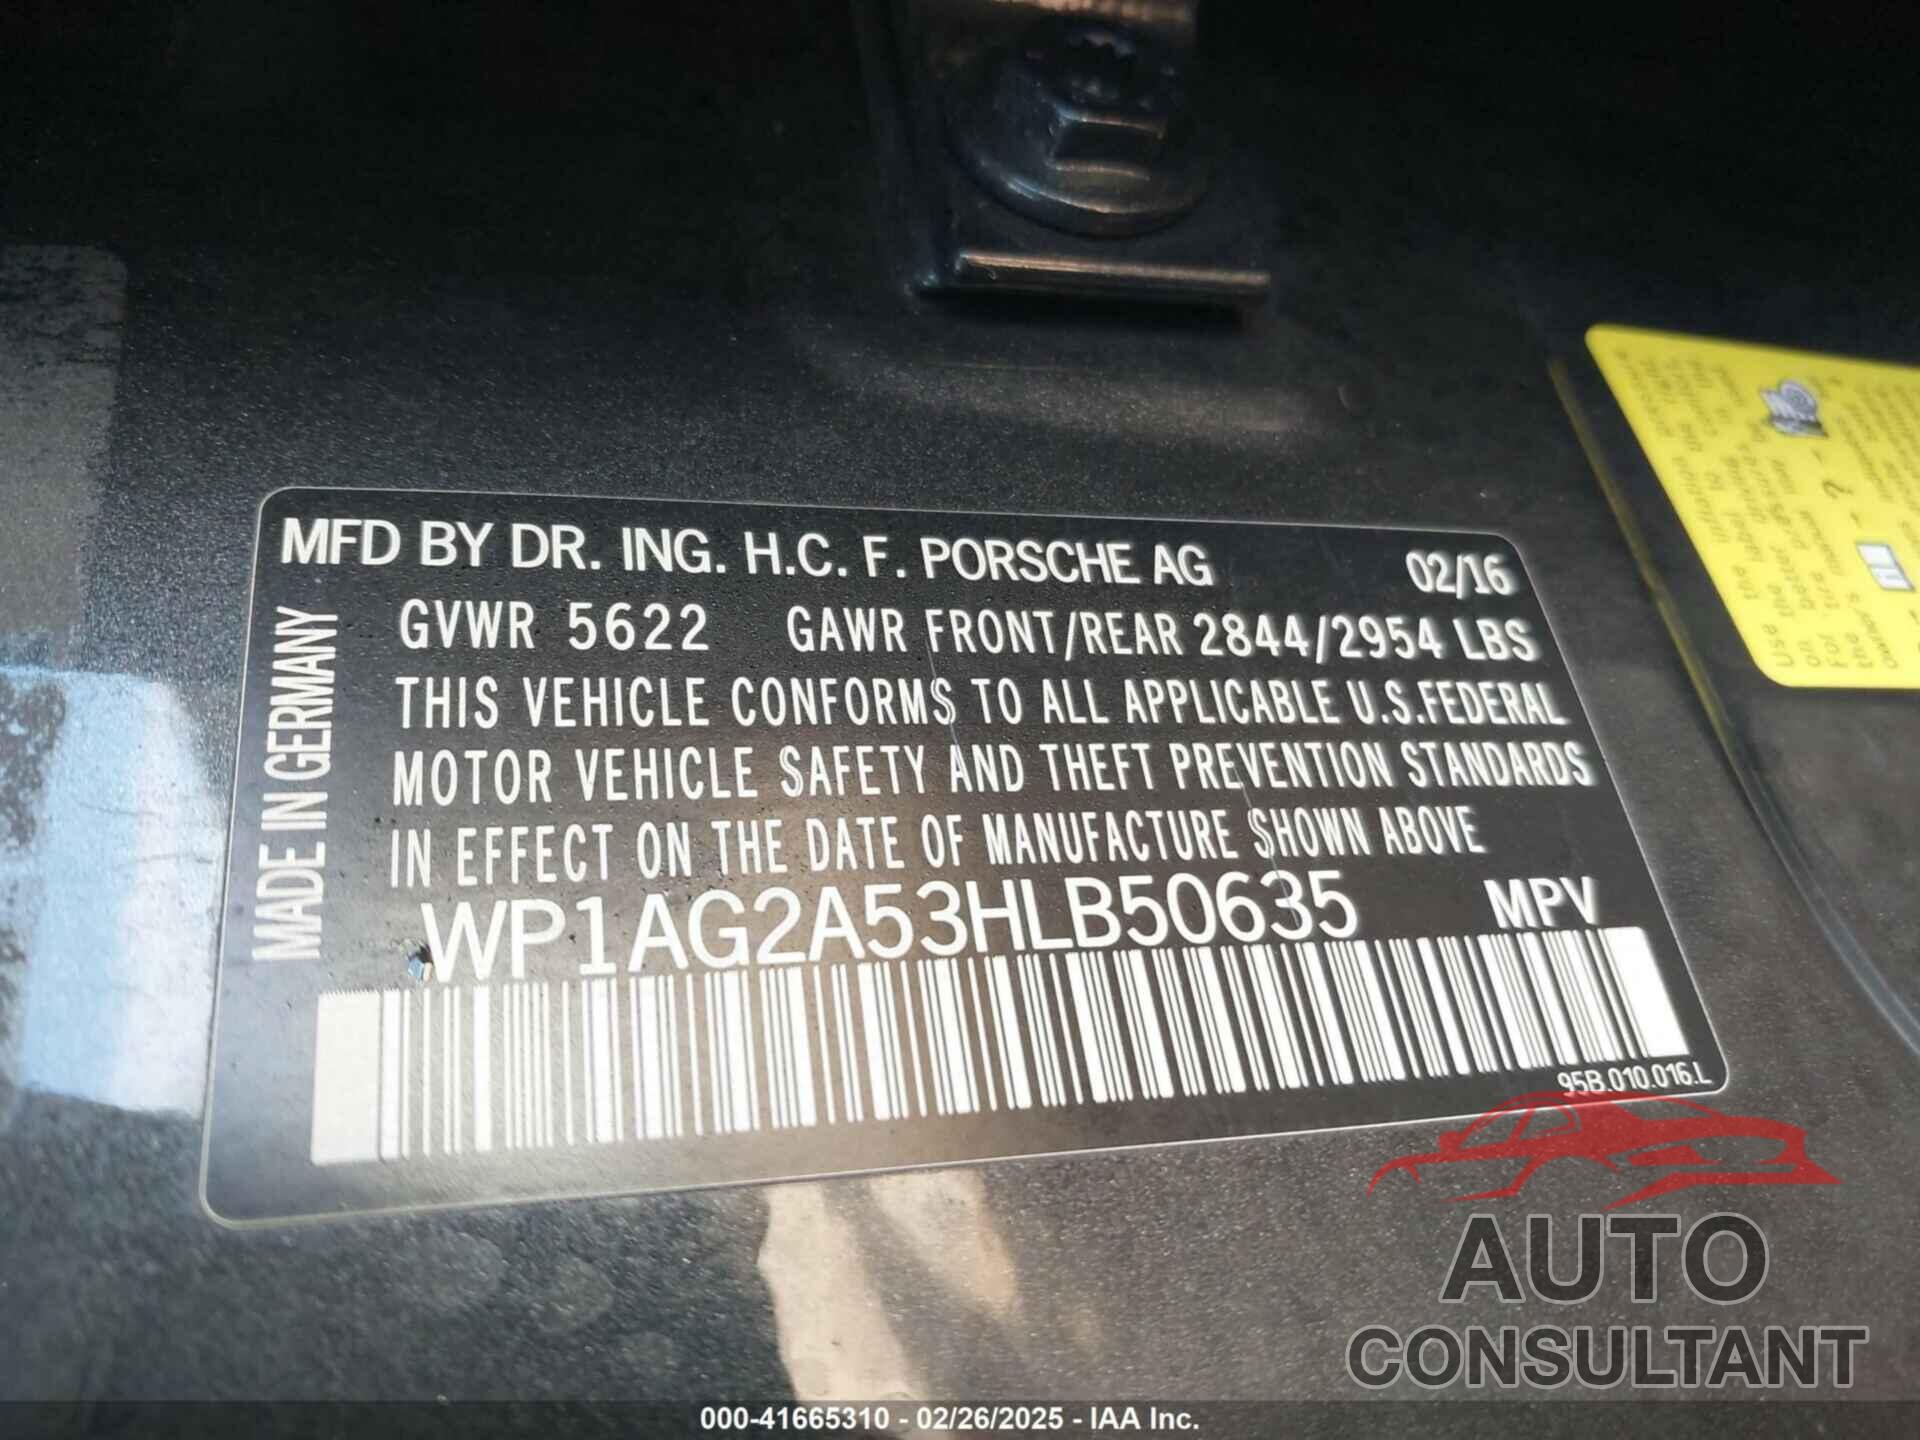 MFD BY DR. ING. H.C. F. PORSCHE AG 02/16
GVWR 5622 GAWR FRONT/REAR 2844/2954 LBS
THIS VEHICLE CONFORMS TO ALL APPLICABLE U.S.FEDERAL
MOTOR VEHICLE SAFETY AND THEFT PREVENTION STANDARDS
IN EFFECT ON THE DATE OF MANUFACTURE SHOWN ABOVE
WP1AG2A53HLB50635 MPV
95B.010.016.L
MADE IN GERMANY
AUTO
CONSULTANT
000-41665310 - 02/26/2025 - IAA Inc.